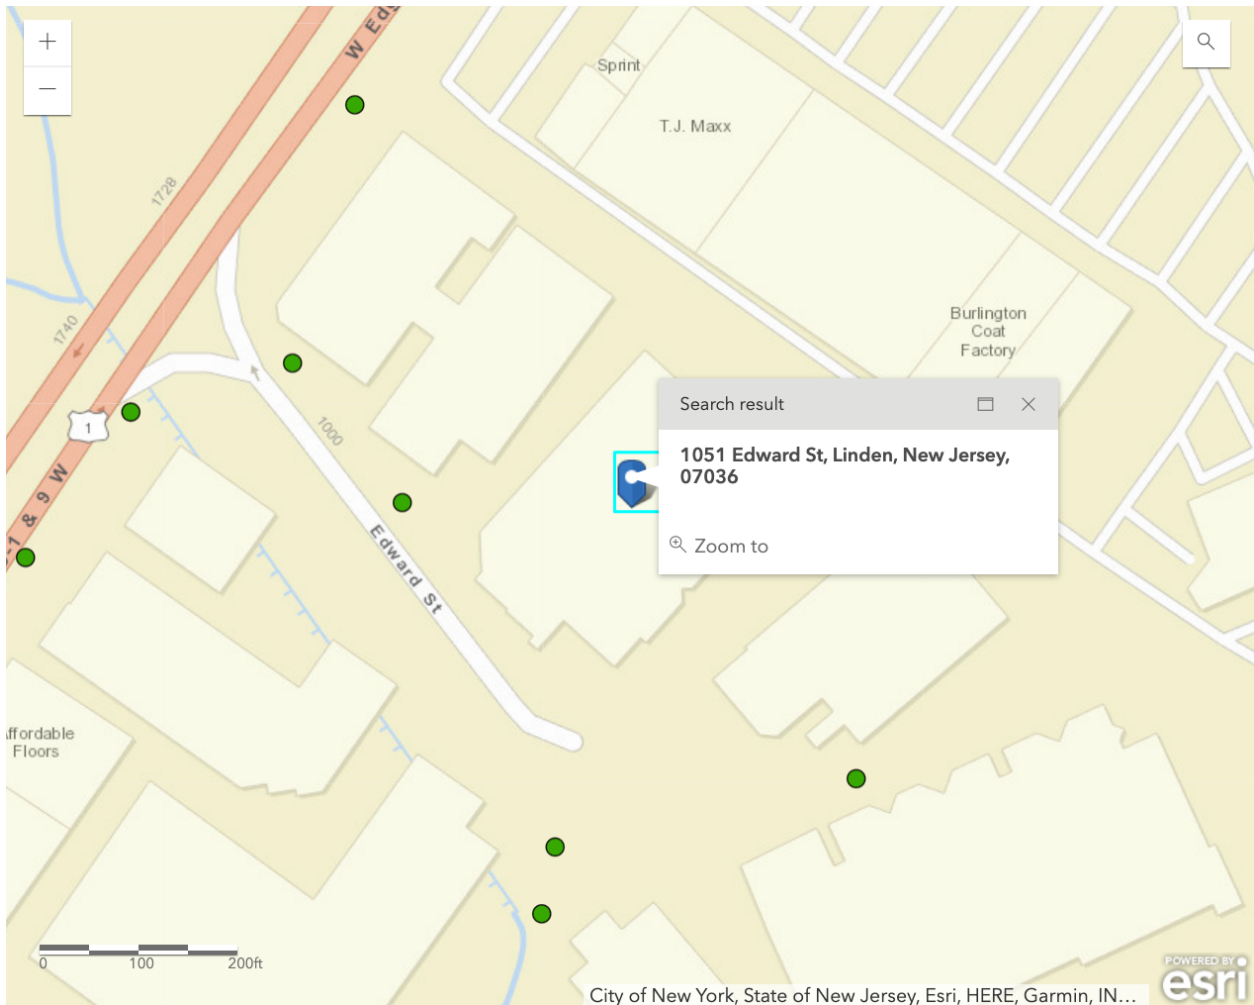 +
W Edg
Sprint
T.J. Maxx
1728
1740
Burlington
Coat
Factory
Search result
1051 Edward St, Linden, New Jersey,
07036
Zoom to
1
1000
-1 & 9 W
Edward St
ffordable
Floors
0 100 200ft
City of New York, State of New Jersey, Esri, HERE, Garmin, IN...
POWERED BY
esri